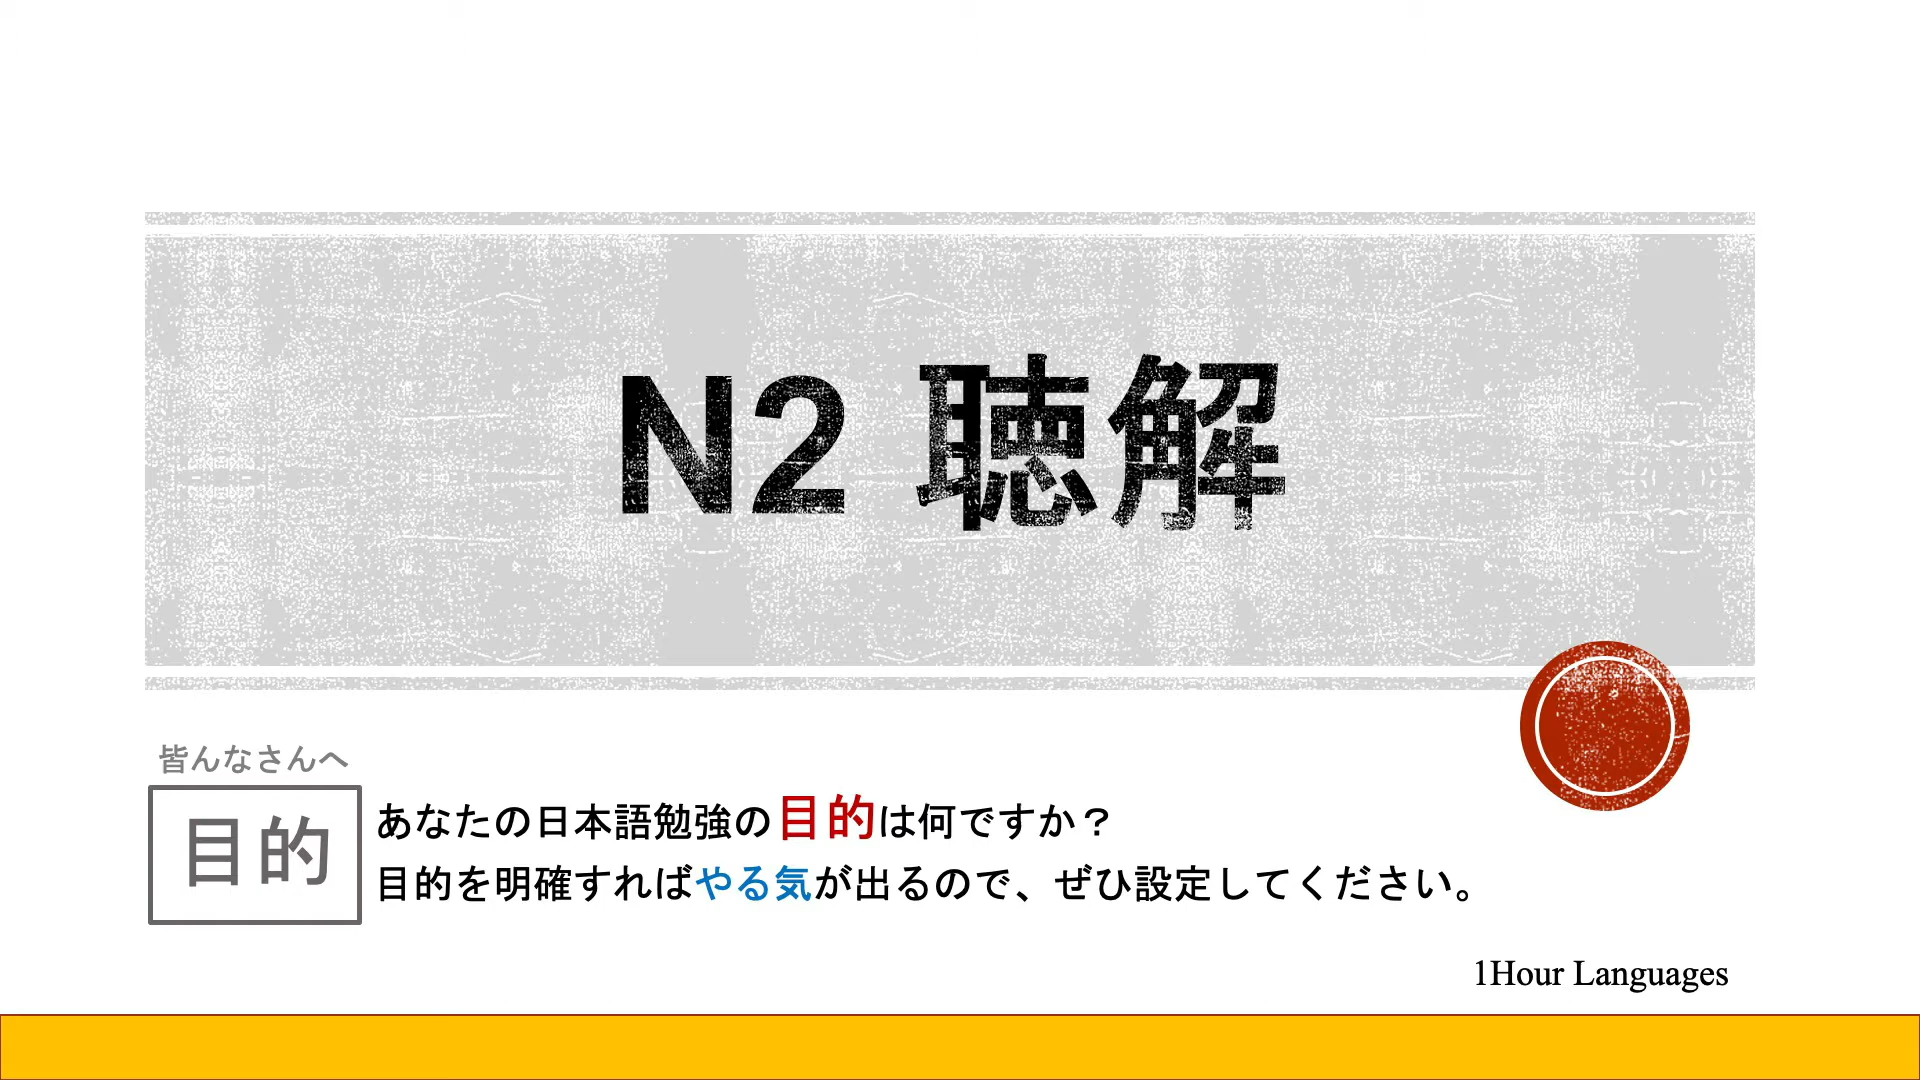 N2 聴解
皆んなさんへ
目的
あなたの日本語勉強の目的は何ですか？
目的を明確すればやる気が出るので、ぜひ設定してください。
1Hour Languages